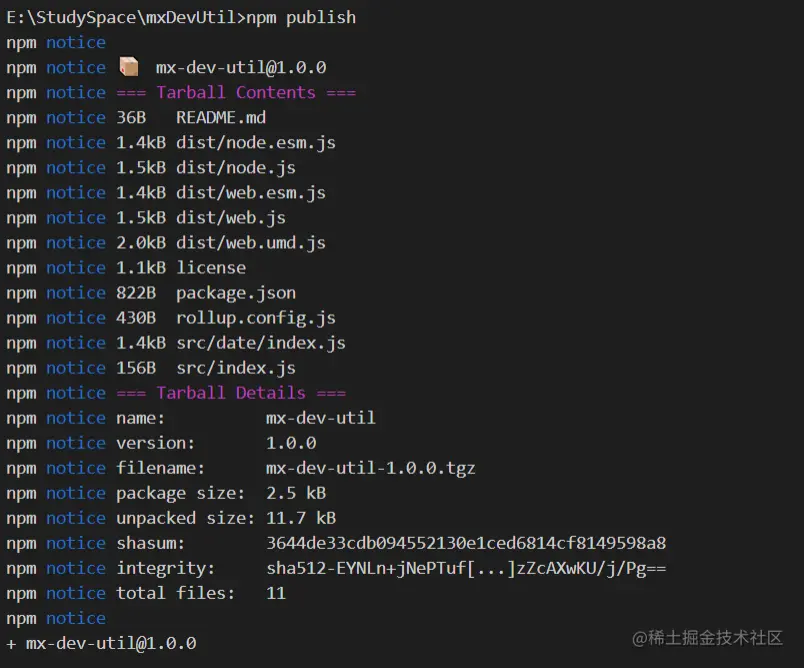 E:\StudySpace\mxDevUtil>npm publish
npm notice
npm notice 📦 mx-dev-util@1.0.0
npm notice === Tarball Contents ===
npm notice 36B README.md
npm notice 1.4kB dist/node.esm.js
npm notice 1.5kB dist/node.js
npm notice 1.4kB dist/web.esm.js
npm notice 1.5kB dist/web.js
npm notice 2.0kB dist/web.umd.js
npm notice 1.1kB license
npm notice 822B package.json
npm notice 430B rollup.config.js
npm notice 1.4kB src/date/index.js
npm notice 156B src/index.js
npm notice === Tarball Details ===
npm notice name: mx-dev-util
npm notice version: 1.0.0
npm notice filename: mx-dev-util-1.0.0.tgz
npm notice package size: 2.5 kB
npm notice unpacked size: 11.7 kB
npm notice shasum: 3644de33cdb094552130e1ced6814cf8149598a8
npm notice integrity: sha512-EYNLn+jNePTuf[...]zZcAXwKU/j/Pg==
npm notice total files: 11
npm notice
+ mx-dev-util@1.0.0
@稀土掘金技术社区